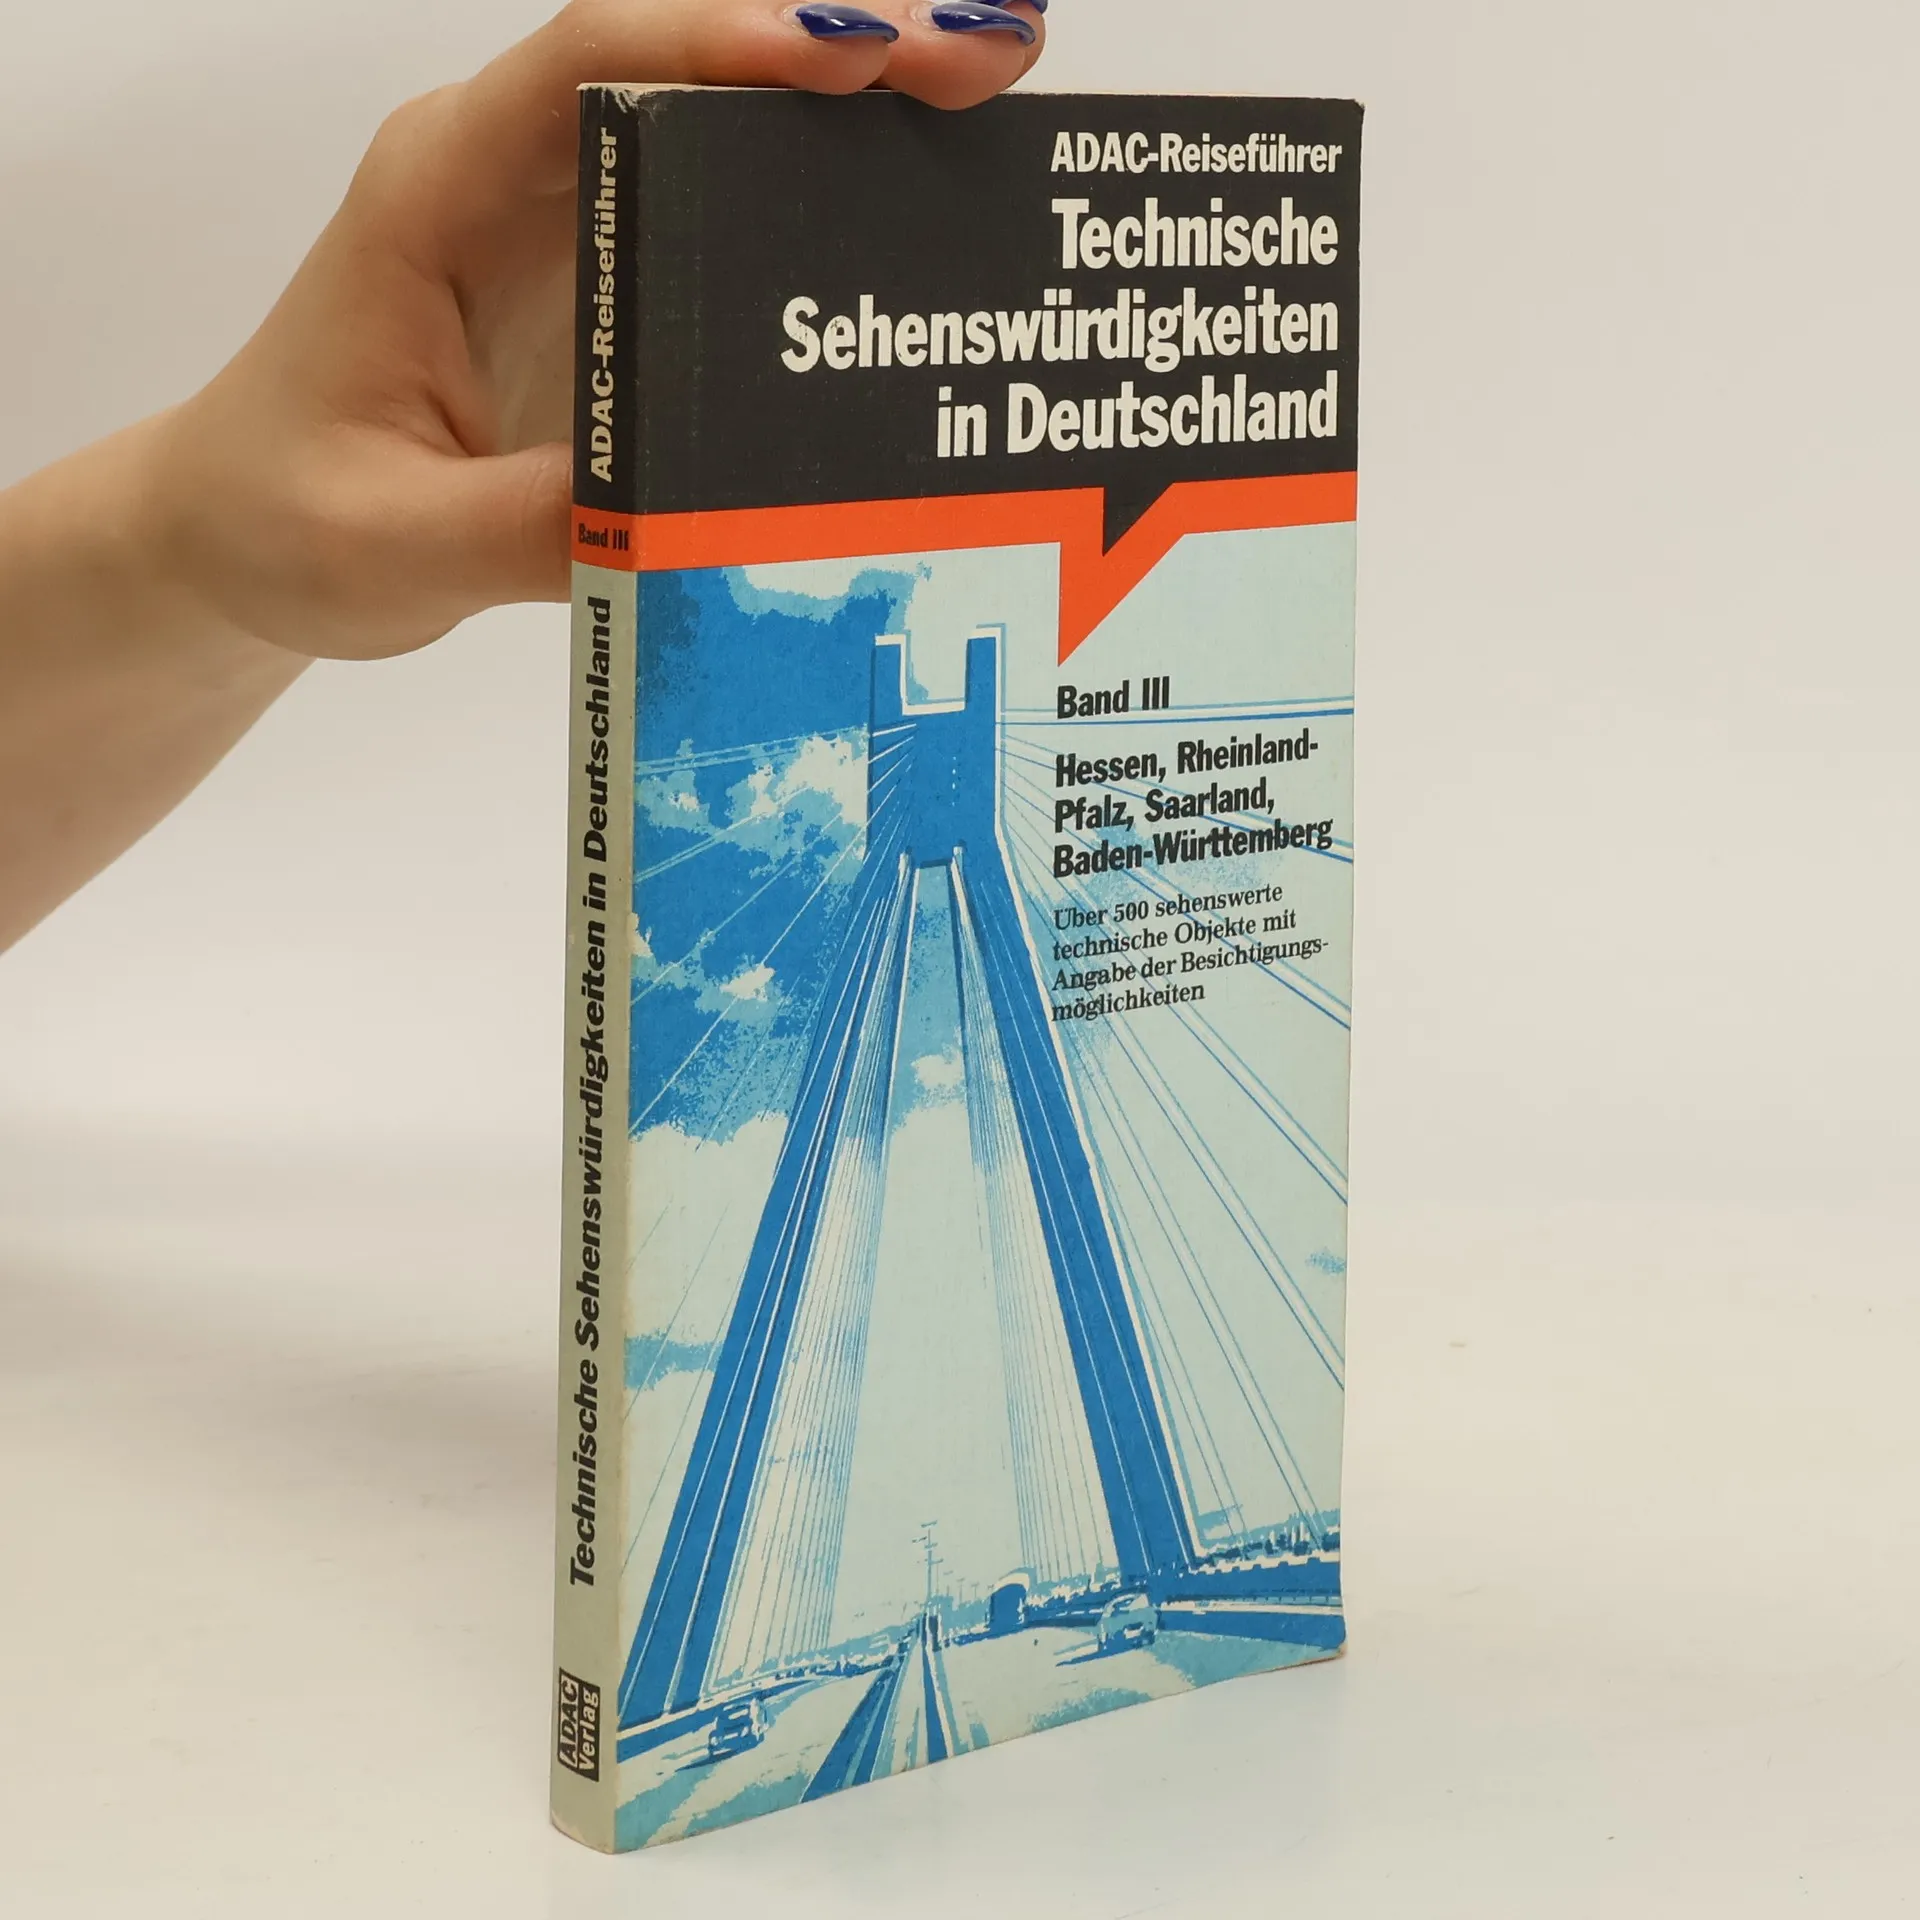 ADAC-Reiseführer
Technische
Sehenswürdigkeiten
in Deutschland
Band III
Hessen, Rheinland-
Pfalz, Saarland,
Baden-Württemberg
Über 500 sehenswerte
technische Objekte mit
Angabe der Besichtigungs-
möglichkeiten
ADAC-Reiseführer
Band III
Technische Sehenswürdigkeiten in Deutschland
ADAC
Verlag